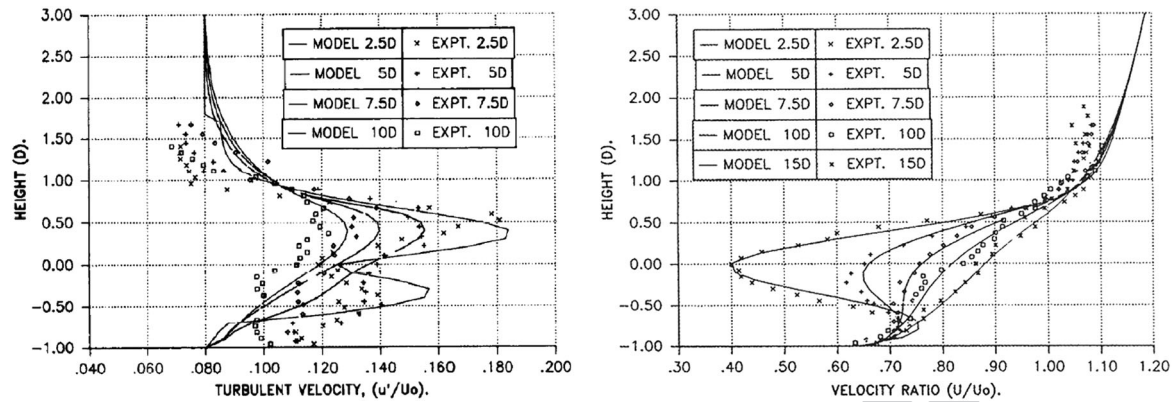 3.00
2.50
2.00
1.50
1.00
0.50
0.00
-0.50
-1.00
HEIGHT (D).
— MODEL 2.5D × EXPT. 2.5D
— MODEL 5D + EXPT. 5D
— MODEL 7.5D ◇ EXPT. 7.5D
— MODEL 10D □ EXPT. 10D
.040 .060 .080 .100 .120 .140 .160 .180 .200
TURBULENT VELOCITY, (u'/Uo).
3.00
2.50
2.00
1.50
1.00
0.50
0.00
-0.50
-1.00
HEIGHT (D).
— MODEL 2.5D × EXPT. 2.5D
— MODEL 5D + EXPT. 5D
— MODEL 7.5D ◇ EXPT. 7.5D
— MODEL 10D □ EXPT. 10D
— MODEL 15D × EXPT. 15D
.30 .40 .50 .60 .70 .80 .90 1.00 1.10 1.20
VELOCITY RATIO (U/Uo).